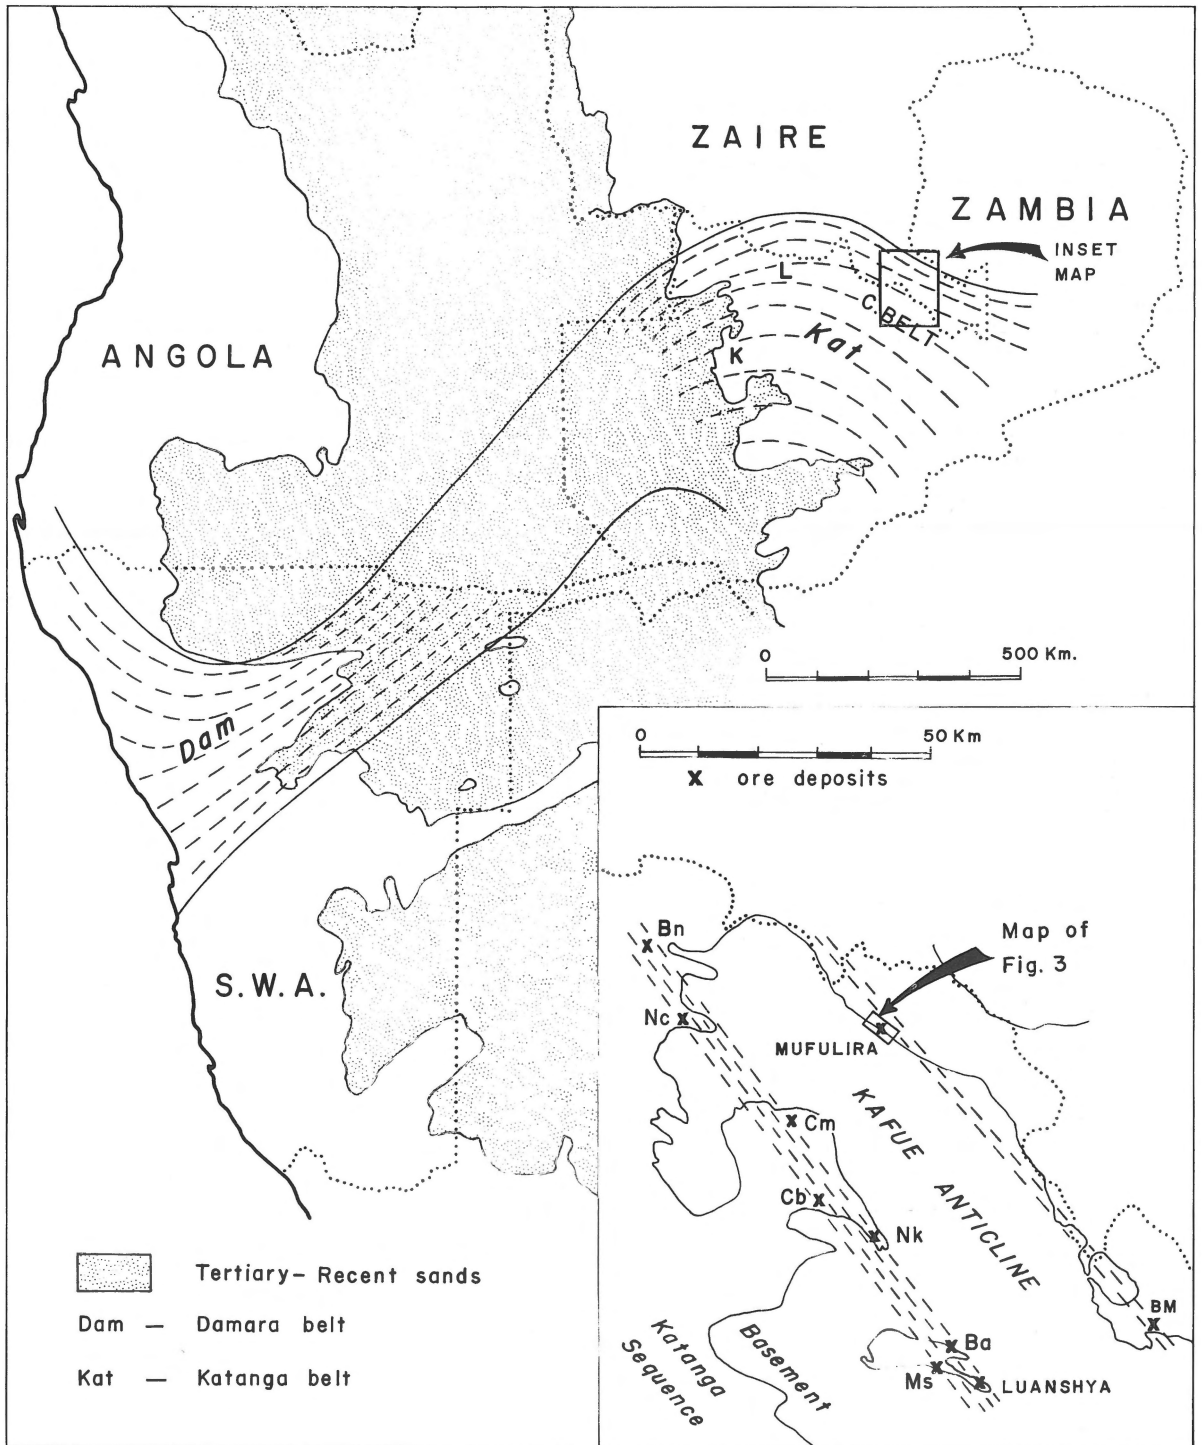 ZAIRE
ZAMBIA
INSET
MAP
L
C.BELT
Kat
K
ANGOLA
0 500 Km.
Dam
S.W.A.
0 50 Km
x ore deposits
Bn
Map of
Fig. 3
Nc
MUFULIRA
Cm
KAFUE ANTICLINE
Cb
Nk
BM
Ba
Ms
LUANSHYA
Katanga
Sequence
Basement
Tertiary – Recent sands
Dam — Damara belt
Kat — Katanga belt